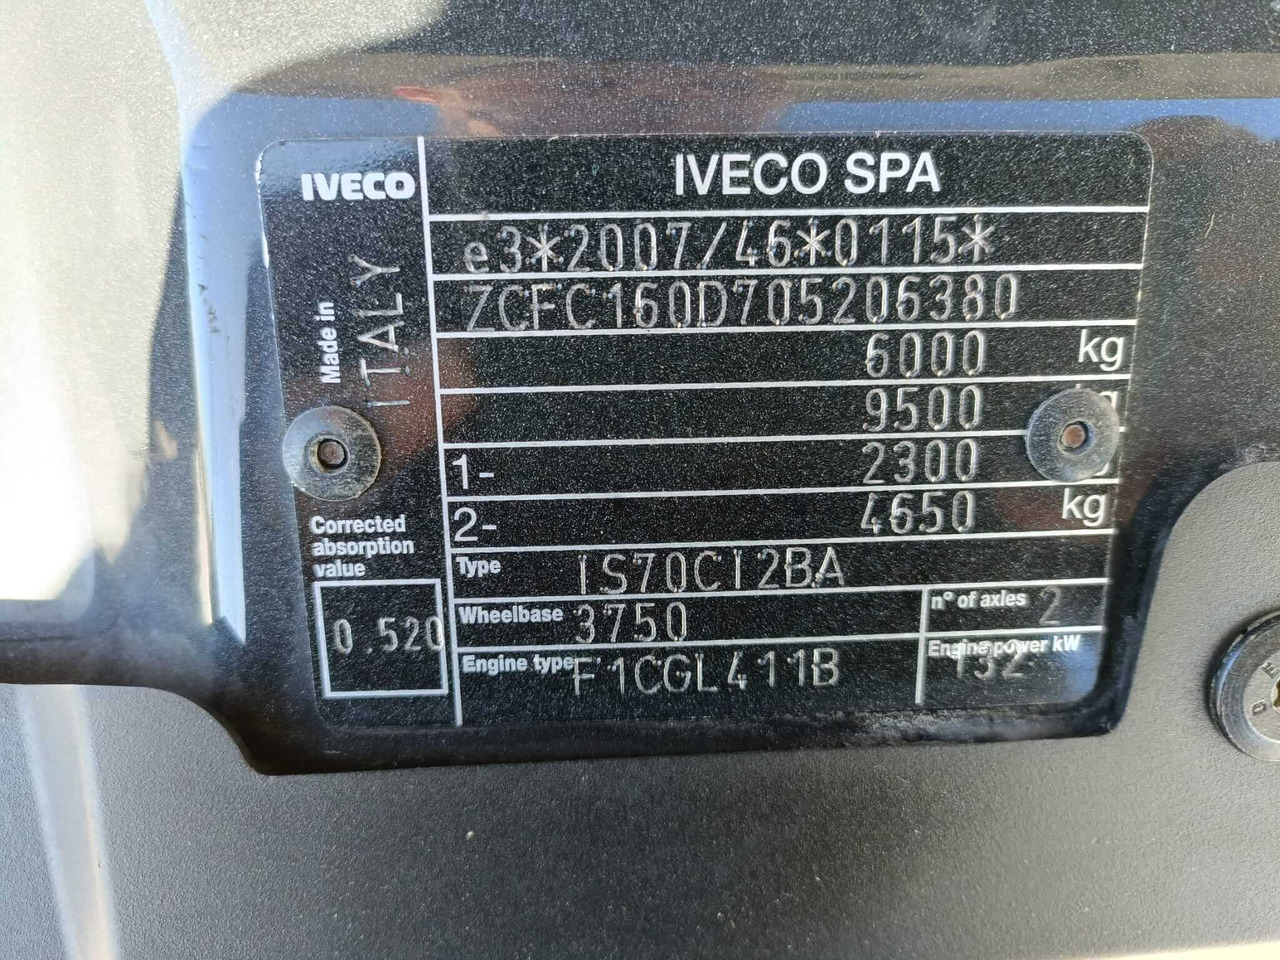 IVECO
IVECO SPA
Made in
ITALY
e3*2007/46*0115*
ZCFC160D705206380
6000 kg
9500
1- 2300
2- 4650 kg
Corrected
absorption
value
0.520
Type IS70CI2BA
Wheelbase 3750
n° of axles 2
Engine type F1CGL411B
Engine power kW
132